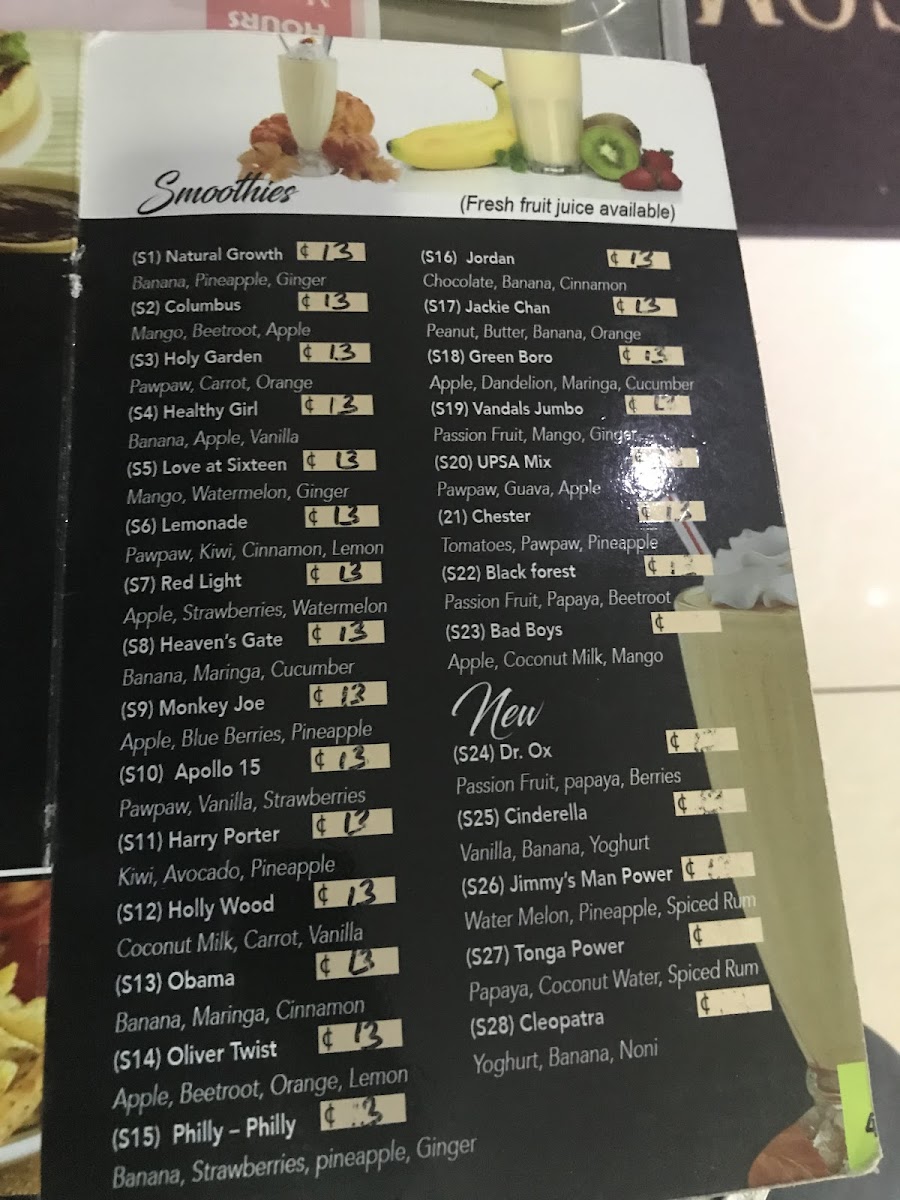 HOURS
Smoothies
(Fresh fruit juice available)
(S1) Natural Growth ¢ 13
Banana, Pineapple, Ginger
(S2) Columbus ¢ 13
Mango, Beetroot, Apple
(S3) Holy Garden ¢ 13
Pawpaw, Carrot, Orange
(S4) Healthy Girl ¢ 13
Banana, Apple, Vanilla
(S5) Love at Sixteen ¢ 13
Mango, Watermelon, Ginger
(S6) Lemonade ¢ 13
Pawpaw, Kiwi, Cinnamon, Lemon
(S7) Red Light ¢ 13
Apple, Strawberries, Watermelon
(S8) Heaven's Gate ¢ 13
Banana, Maringa, Cucumber
(S9) Monkey Joe ¢ 13
Apple, Blue Berries, Pineapple
(S10) Apollo 15 ¢ 13
Pawpaw, Vanilla, Strawberries
(S11) Harry Porter ¢ 13
Kiwi, Avocado, Pineapple
(S12) Holly Wood ¢ 13
Coconut Milk, Carrot, Vanilla
(S13) Obama ¢ 13
Banana, Maringa, Cinnamon
(S14) Oliver Twist ¢ 13
Apple, Beetroot, Orange, Lemon
(S15) Philly – Philly ¢
Banana, Strawberries, pineapple, Ginger
(S16) Jordan ¢ 13
Chocolate, Banana, Cinnamon
(S17) Jackie Chan ¢ 13
Peanut, Butter, Banana, Orange
(S18) Green Boro ¢ 13
Apple, Dandelion, Maringa, Cucumber
(S19) Vandals Jumbo ¢
Passion Fruit, Mango, Ginger
(S20) UPSA Mix
Pawpaw, Guava, Apple
(21) Chester ¢ 13
Tomatoes, Pawpaw, Pineapple
(S22) Black forest ¢
Passion Fruit, Papaya, Beetroot
(S23) Bad Boys ¢
Apple, Coconut Milk, Mango
New
(S24) Dr. Ox ¢
Passion Fruit, papaya, Berries
(S25) Cinderella ¢
Vanilla, Banana, Yoghurt
(S26) Jimmy's Man Power ¢
Water Melon, Pineapple, Spiced Rum
(S27) Tonga Power ¢
Papaya, Coconut Water, Spiced Rum
(S28) Cleopatra ¢
Yoghurt, Banana, Noni